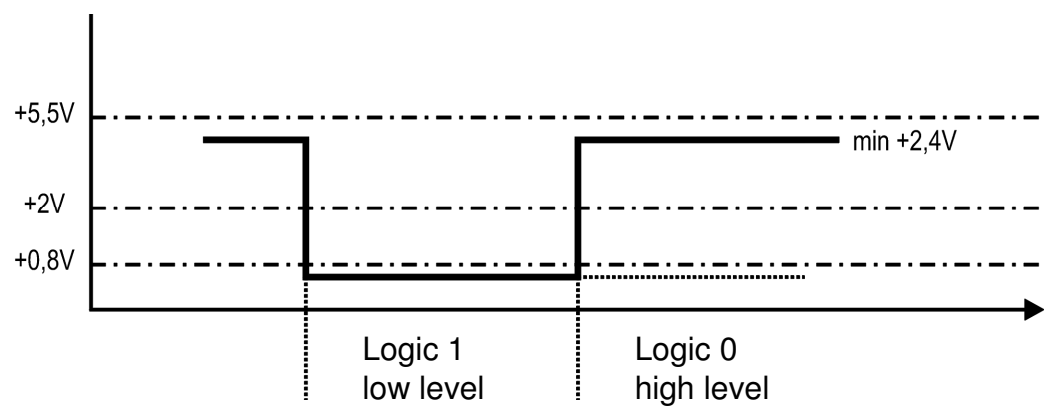 +5,5V
min +2,4V
+2V
+0,8V
Logic 1
low level
Logic 0
high level